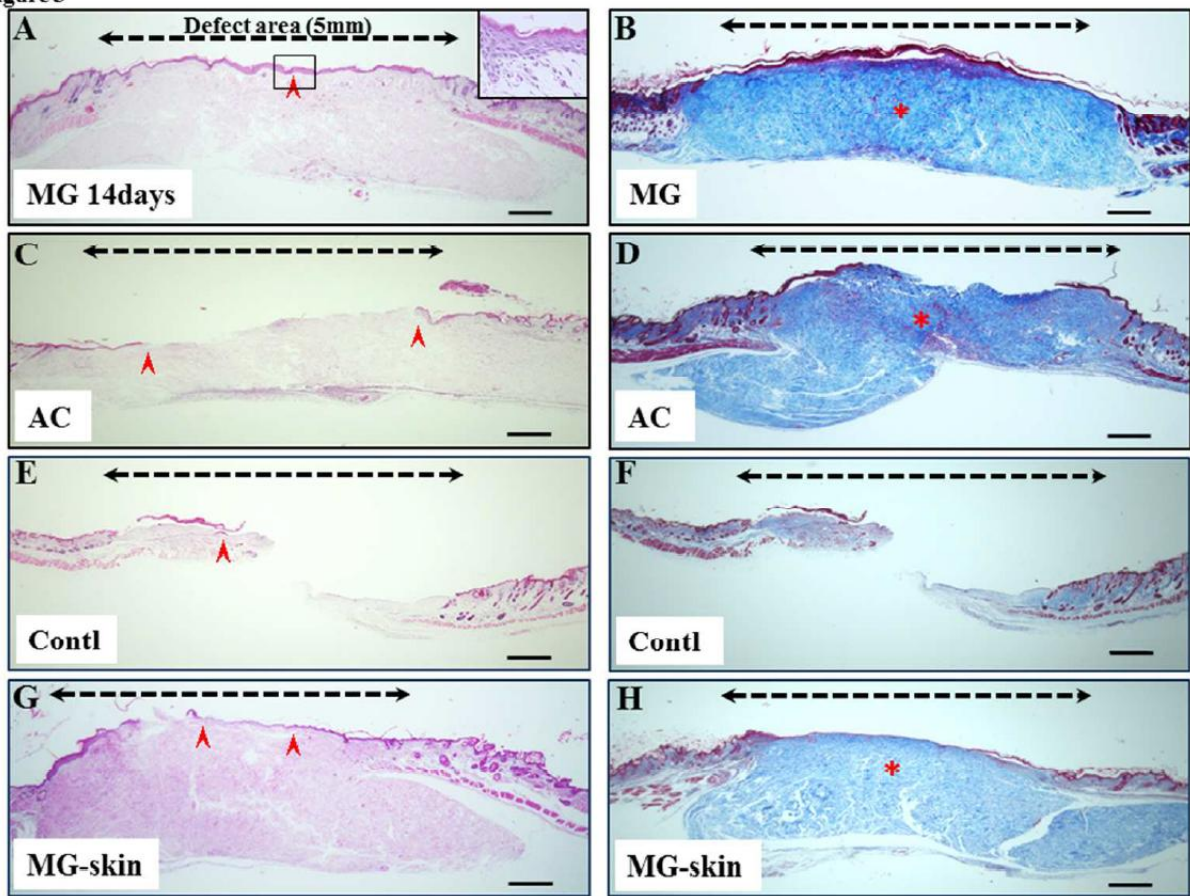 A
Defect area (5mm)
MG 14days
B
MG
C
AC
D
AC
E
Contl
F
Contl
G
MG-skin
H
MG-skin